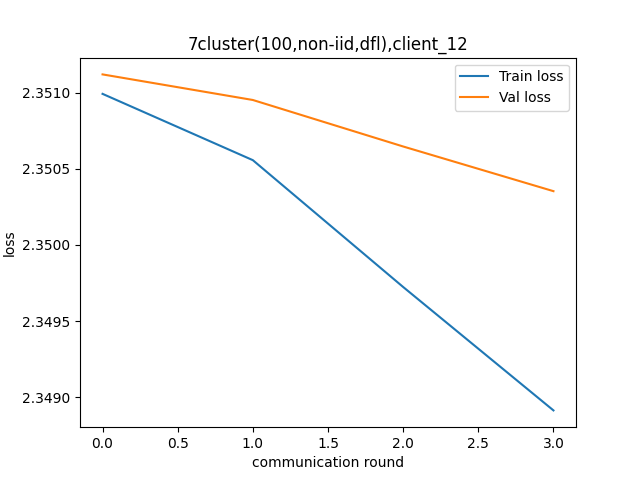 7cluster(100,non-iid,dfl),client_12
Train loss
Val loss
2.3510
2.3505
2.3500
2.3495
2.3490
loss
0.0 0.5 1.0 1.5 2.0 2.5 3.0
communication round